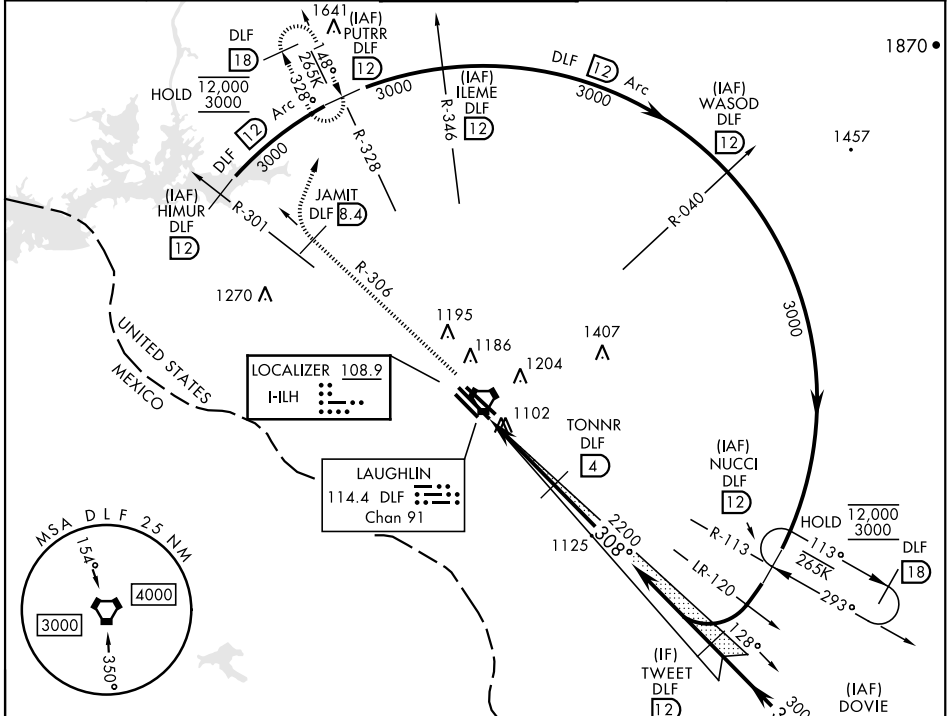 1641
(IAF)
PUTRR
DLF
12
DLF
18
HOLD 12,000
3000
148°
265K
328°
DLF 12 Arc
3000
3000
(IAF)
ILEME
DLF
12
R-346
R-328
DLF 12 Arc
3000
1870
(IAF)
WASOD
DLF
12
1457
R-040
3000
(IAF)
HIMUR
DLF
12
R-301
JAMIT
DLF 8.4
R-306
1270
1195
1186
1204
1407
1102
UNITED STATES
MEXICO
LOCALIZER 108.9
I-ILH
LAUGHLIN
114.4 DLF
Chan 91
TONNR
DLF
4
(IAF)
NUCCI
DLF
12
HOLD 12,000
3000
DLF
18
R-113
113°
265K
293°
LR-120
2200
308°
1125
128°
(IF)
TWEET
DLF
12
(IAF)
DOVIE
MSA DLF 25 NM
154°
3000
4000
350°